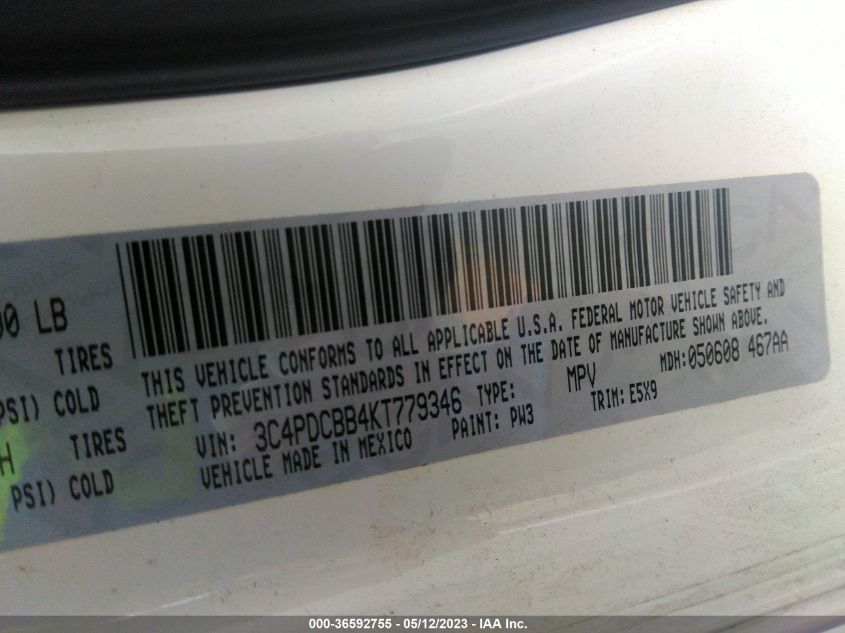 00 LB
TIRES
PSI) COLD
H TIRES
PSI) COLD
THIS VEHICLE CONFORMS TO ALL APPLICABLE U.S.A. FEDERAL MOTOR VEHICLE SAFETY AND
THEFT PREVENTION STANDARDS IN EFFECT ON THE DATE OF MANUFACTURE SHOWN ABOVE.
VIN: 3C4PDCBB4KT779346 TYPE: MPV MDH:050608 467AA
VEHICLE MADE IN MEXICO PAINT: PW3 TRIM: E5X9
000-36592755 - 05/12/2023 - IAA Inc.